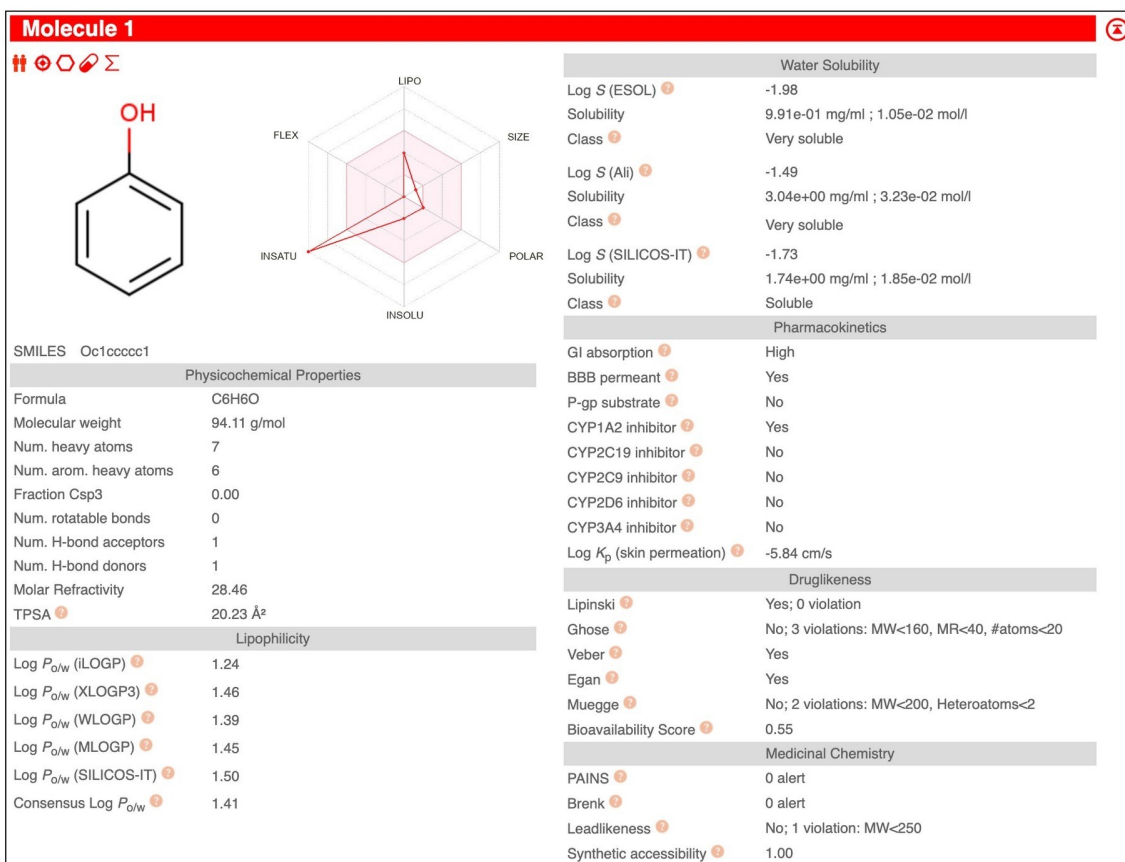 Molecule 1
OH
LIPO
FLEX
SIZE
INSATU
POLAR
INSOLU
SMILES Oc1ccccc1
Physicochemical Properties
Formula C6H6O
Molecular weight 94.11 g/mol
Num. heavy atoms 7
Num. arom. heavy atoms 6
Fraction Csp3 0.00
Num. rotatable bonds 0
Num. H-bond acceptors 1
Num. H-bond donors 1
Molar Refractivity 28.46
TPSA ? 20.23 Å²
Lipophilicity
Log Po/w (iLOGP) ? 1.24
Log Po/w (XLOGP3) ? 1.46
Log Po/w (WLOGP) ? 1.39
Log Po/w (MLOGP) ? 1.45
Log Po/w (SILICOS-IT) ? 1.50
Consensus Log Po/w ? 1.41
Water Solubility
Log S (ESOL) ? -1.98
Solubility 9.91e-01 mg/ml ; 1.05e-02 mol/l
Class ? Very soluble
Log S (Ali) ? -1.49
Solubility 3.04e+00 mg/ml ; 3.23e-02 mol/l
Class ? Very soluble
Log S (SILICOS-IT) ? -1.73
Solubility 1.74e+00 mg/ml ; 1.85e-02 mol/l
Class ? Soluble
Pharmacokinetics
GI absorption ? High
BBB permeant ? Yes
P-gp substrate ? No
CYP1A2 inhibitor ? Yes
CYP2C19 inhibitor ? No
CYP2C9 inhibitor ? No
CYP2D6 inhibitor ? No
CYP3A4 inhibitor ? No
Log Kp (skin permeation) ? -5.84 cm/s
Druglikeness
Lipinski ? Yes; 0 violation
Ghose ? No; 3 violations: MW<160, MR<40, #atoms<20
Veber ? Yes
Egan ? Yes
Muegge ? No; 2 violations: MW<200, Heteroatoms<2
Bioavailability Score ? 0.55
Medicinal Chemistry
PAINS ? 0 alert
Brenk ? 0 alert
Leadlikeness ? No; 1 violation: MW<250
Synthetic accessibility ? 1.00